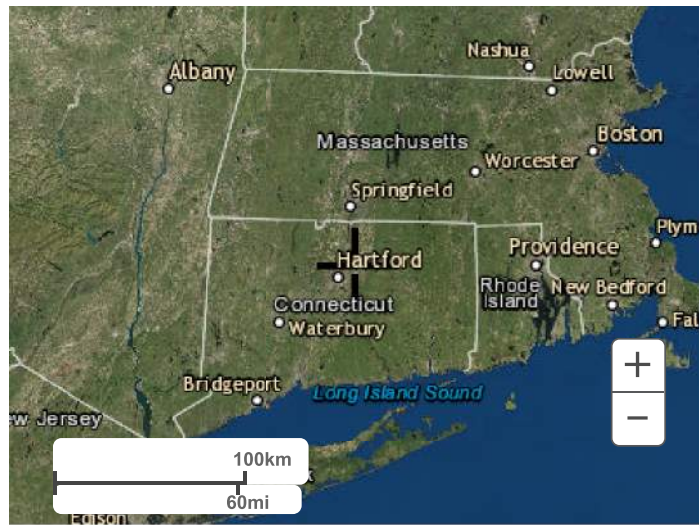 Nashua
Albany
Lowell
Massachusetts
Boston
Worcester
Springfield
Plym
Providence
Hartford
Rhode
Island
New Bedford
Connecticut
Waterbury
Fal
+
Bridgeport
Long Island Sound
ew Jersey
−
100km
k
60mi
Edison